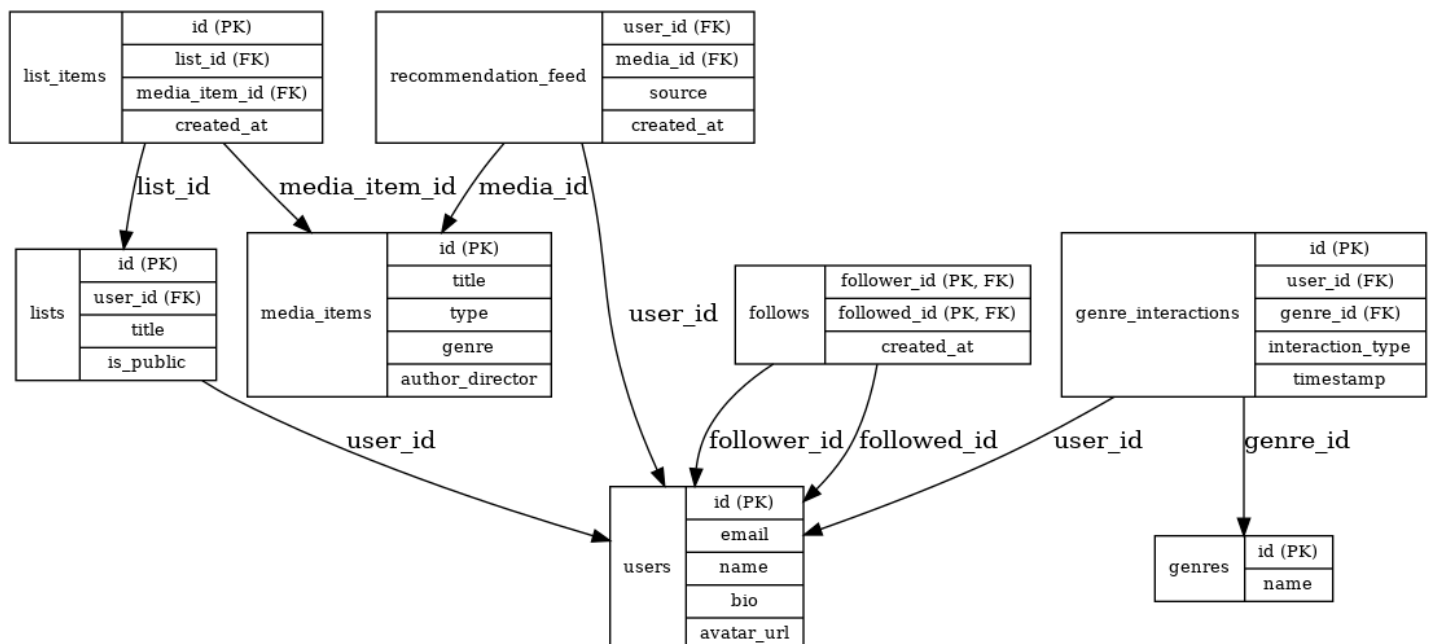 list_items
id (PK)
list_id (FK)
media_item_id (FK)
created_at
recommendation_feed
user_id (FK)
media_id (FK)
source
created_at
list_id
media_item_id
media_id
user_id
lists
id (PK)
user_id (FK)
title
is_public
media_items
id (PK)
title
type
genre
author_director
follows
follower_id (PK, FK)
followed_id (PK, FK)
created_at
genre_interactions
id (PK)
user_id (FK)
genre_id (FK)
interaction_type
timestamp
user_id
follower_id
followed_id
user_id
genre_id
users
id (PK)
email
name
bio
avatar_url
genres
id (PK)
name